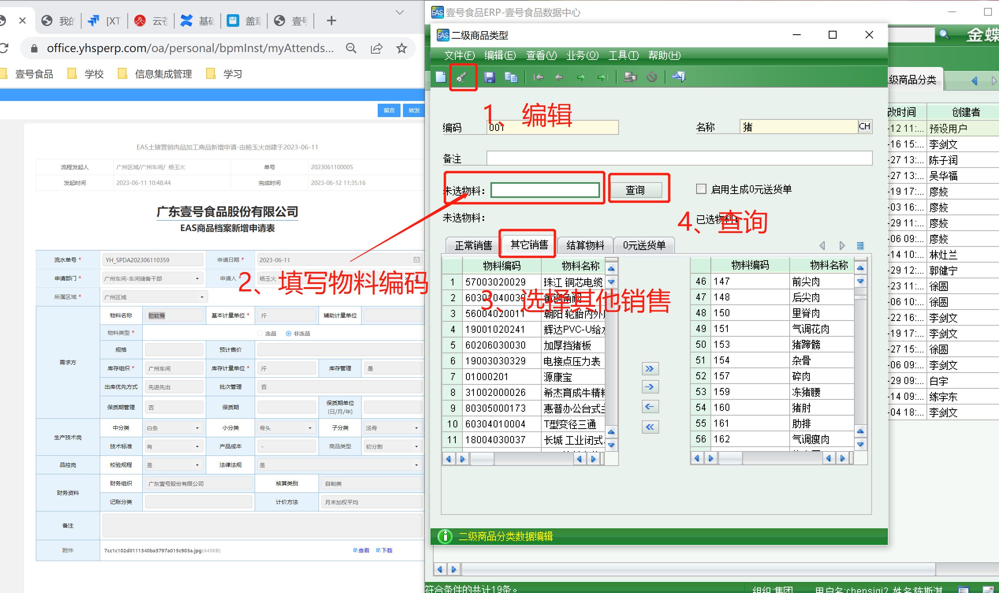 我的
[XT
云苍
基础
盖章
壹号
office.yhsperp.com/oa/personal/bpmInst/myAttends...
壹号食品 学校 信息集成管理 学习
留言 转发
EAS土猪营销肉品加工商品新增申请-由杨玉火创建于2023-06-11
流程发起人 广州区域/广州车间/ 杨玉火 单号 2023061100005
发起时间 2023-06-11 10:48:44 完成时间 2023-06-12 11:35:16
广东壹号食品股份有限公司
EAS商品档案新增申请表
流水单号 * YH_SPDA202306110359 申请日期 * 2023-06-11
申请部门 * 广州车间-车间储备干部 申请人 * 杨玉火
所属区域 * 广州区域
需求方
物料名称 肋软骨 基本计量单位 * 斤 辅助计量单位
物料类型 * 冻品 非冻品
规格 预计售价
库存组织 * 广州车间 库存计量单位 * 斤 库存管理 是
出库优先方式 先进先出 批次管理 否
保质期管理 否 保质期 保质期单位
(日/月/年)
生产技术岗
中分类 白条 小分类 骨头 子分类 汤骨
技术标准 有 产品成本 - 商品类型 初分割
品控岗 校验规程 是 法律法规 是
财务资料
财务组织 广东壹号股份有限公司 核算类别 自制类
记账分类 计价方法 月末加权平均
备注
附件 7cc1c102d0111340ba5797a015c903a.jpg(445KB) 查看 下载
EAS 壹号食品ERP-壹号食品数据中心
金蝶
EAS 二级商品类型
文件(F) 编辑(E) 查看(V) 业务(O) 工具(T) 帮助(H)
1、编辑
编码 001 名称 猪 CH
备注
未选物料： 查询 启用生成0元送货单
未选物料： 已选物料
4、查询
正常销售 其它销售 结算物料 0元送货单
2、填写物料编码
3、选择其他销售
物料编码 物料名称
1 57003020029 珠江 铜芯电缆
2 60301040039 黄铜角阀
3 56004020011 朝阳 轮胎内外
4 19001020241 辉达PVC-U给水
5 60206030030 加厚挡猪板
6 19003030329 电接点压力表
7 01000201 源康宝
8 31002000026 希杰育成牛精料
9 80305000173 惠普办公台式主
10 60304010004 T型变径三通
11 18004030037 长城 工业闭式.
物料编码 物料名称
46 147 前尖肉
47 148 后尖肉
48 150 里脊肉
49 151 气调花肉
50 153 猪蹄髈
51 154 杂骨
52 157 碎肉
53 159 冻猪腰
54 160 猪肘
55 161 肋排
56 162 气调瘦肉
二级商品分类数据编辑
级商品分类
改时间 创建者
-12 11:... 预设用户
-16 15:... 李剑文
-27 13:... 陈子润
-27 13:... 吴华福
-19 17:... 廖姣
-03 16:... 廖姣
-29 11:... 廖姣
-06 09:... 廖姣
-14 10:... 林灶兰
-29 12:... 郭健宁
-23 11:... 徐圆
-06 10:... 徐圆
-22 16:... 李剑文
-19 17:... 李剑文
-27 15:... 徐圆
-06 09:... 李剑文
-29 09:... 白宇
-14 09:... 练宇东
-04 18:... 李剑文
符合条件的共计19条。 组织:集团 用户名:chensiqi2 姓名:陈斯淇